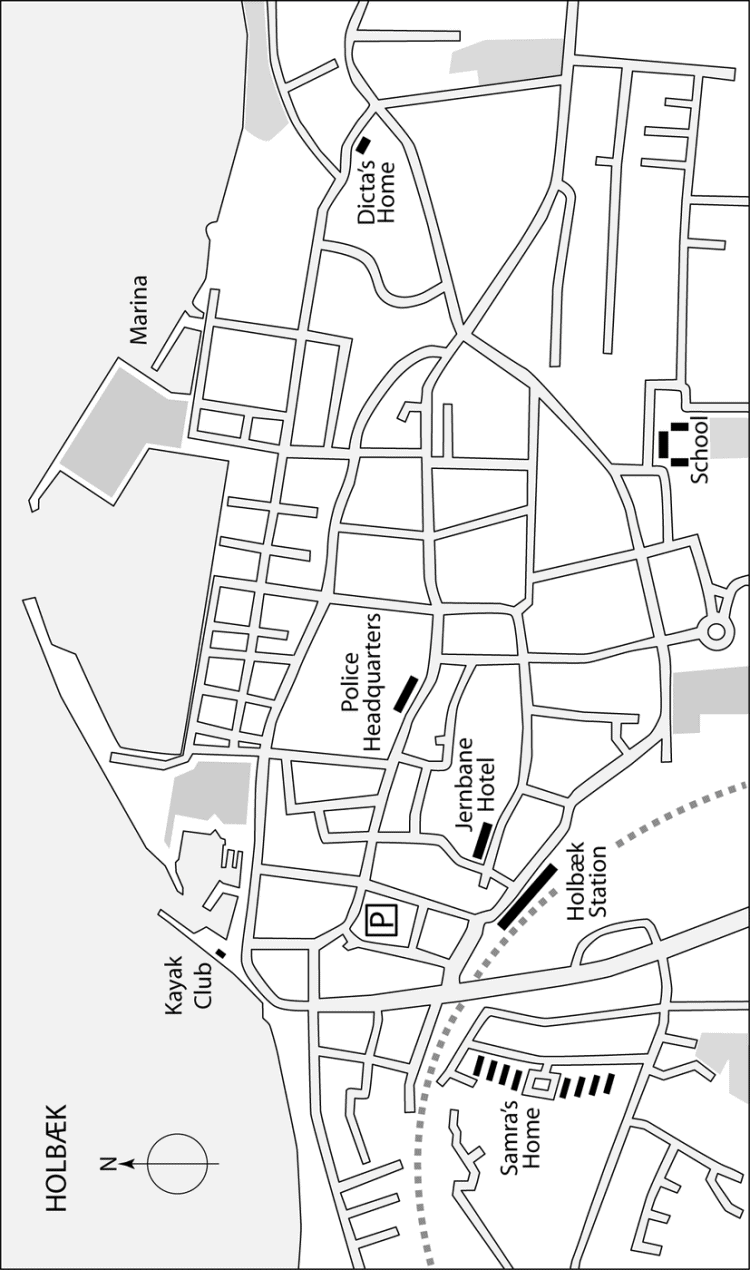 HOLBÆK
N
Kayak
Club
Marina
Samra's
Home
P
Holbæk
Station
Jernbane
Hotel
Police
Headquarters
School
Dicta's
Home